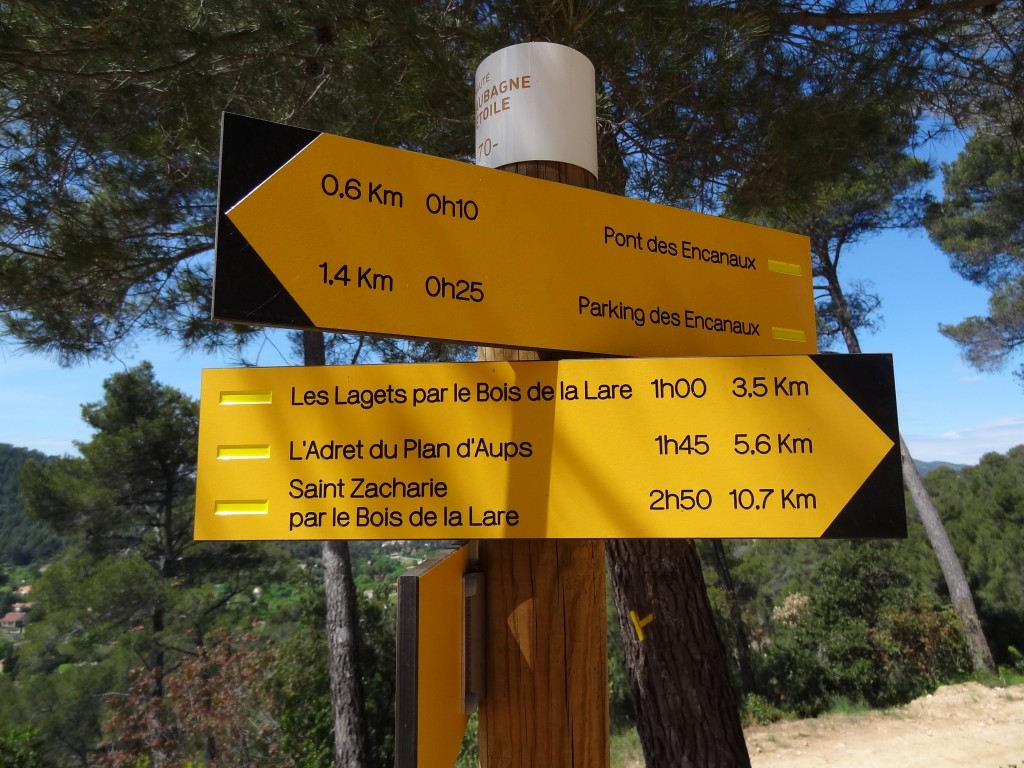 AUBAGNE
ETOILE
70-
0.6 Km 0h10 Pont des Encanaux
1.4 Km 0h25 Parking des Encanaux
Les Lagets par le Bois de la Lare 1h00 3,5 Km
L'Adret du Plan d'Aups 1h45 5.6 Km
Saint Zacharie
par le Bois de la Lare 2h50 10.7 Km